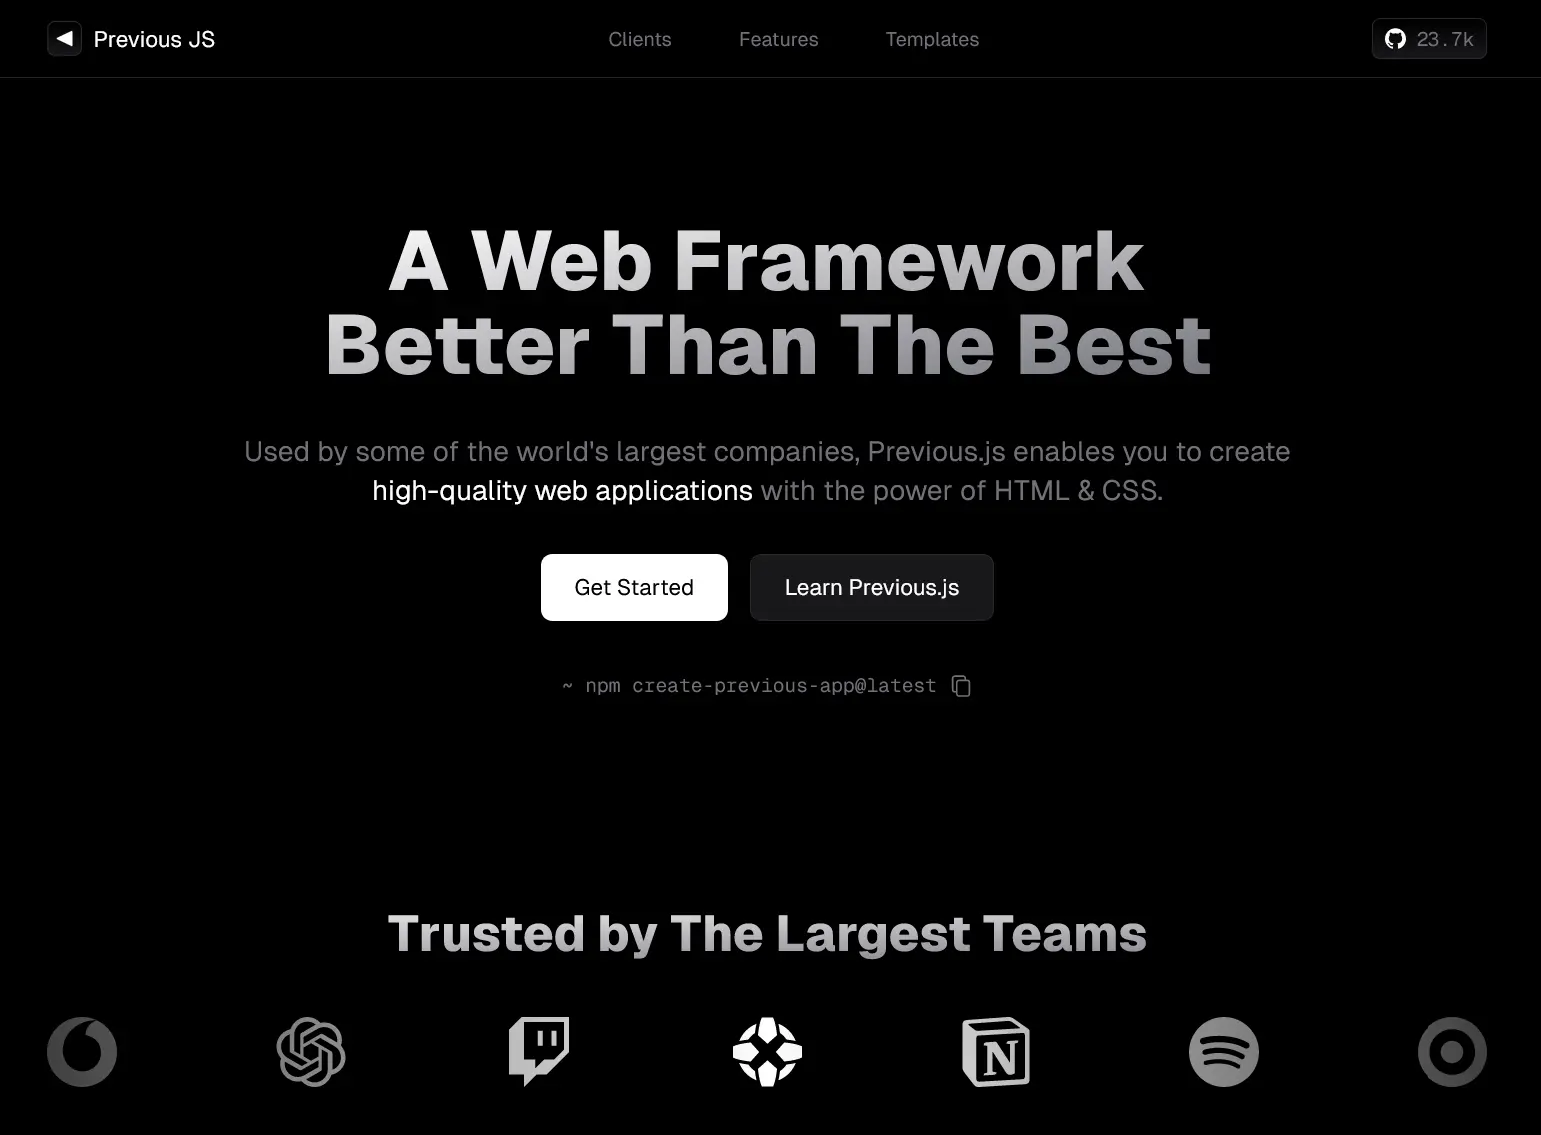 Previous JS
Clients
Features
Templates
23.7k
A Web Framework
Better Than The Best
Used by some of the world's largest companies, Previous.js enables you to create
high-quality web applications with the power of HTML & CSS.
Get Started
Learn Previous.js
~ npm create-previous-app@latest
Trusted by The Largest Teams
N